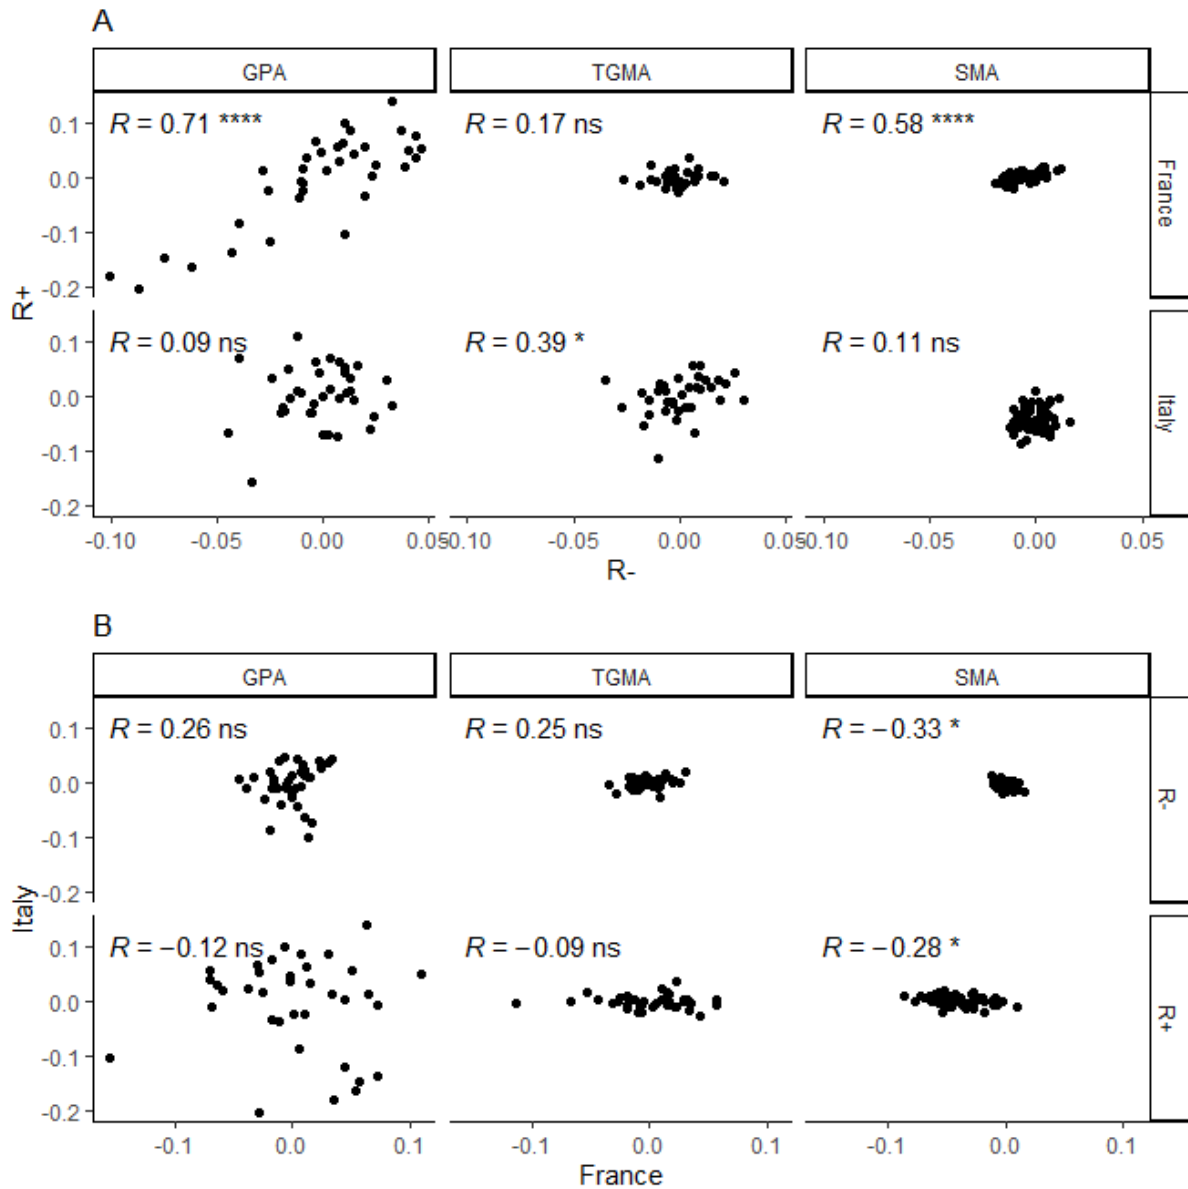 A
GPA TGMA SMA
R = 0.71 **** R = 0.17 ns R = 0.58 ****
0.1
0.0
-0.1
-0.2
France
R+
R = 0.09 ns R = 0.39 * R = 0.11 ns
0.1
0.0
-0.1
-0.2
Italy
-0.10 -0.05 0.00 0.05 -0.10 -0.05 0.00 0.05 -0.10 -0.05 0.00 0.05
R-
B
GPA TGMA SMA
R = 0.26 ns R = 0.25 ns R = −0.33 *
0.1
0.0
-0.1
-0.2
R-
Italy
R = −0.12 ns R = −0.09 ns R = −0.28 *
0.1
0.0
-0.1
-0.2
R+
-0.1 0.0 0.1 -0.1 0.0 0.1 -0.1 0.0 0.1
France